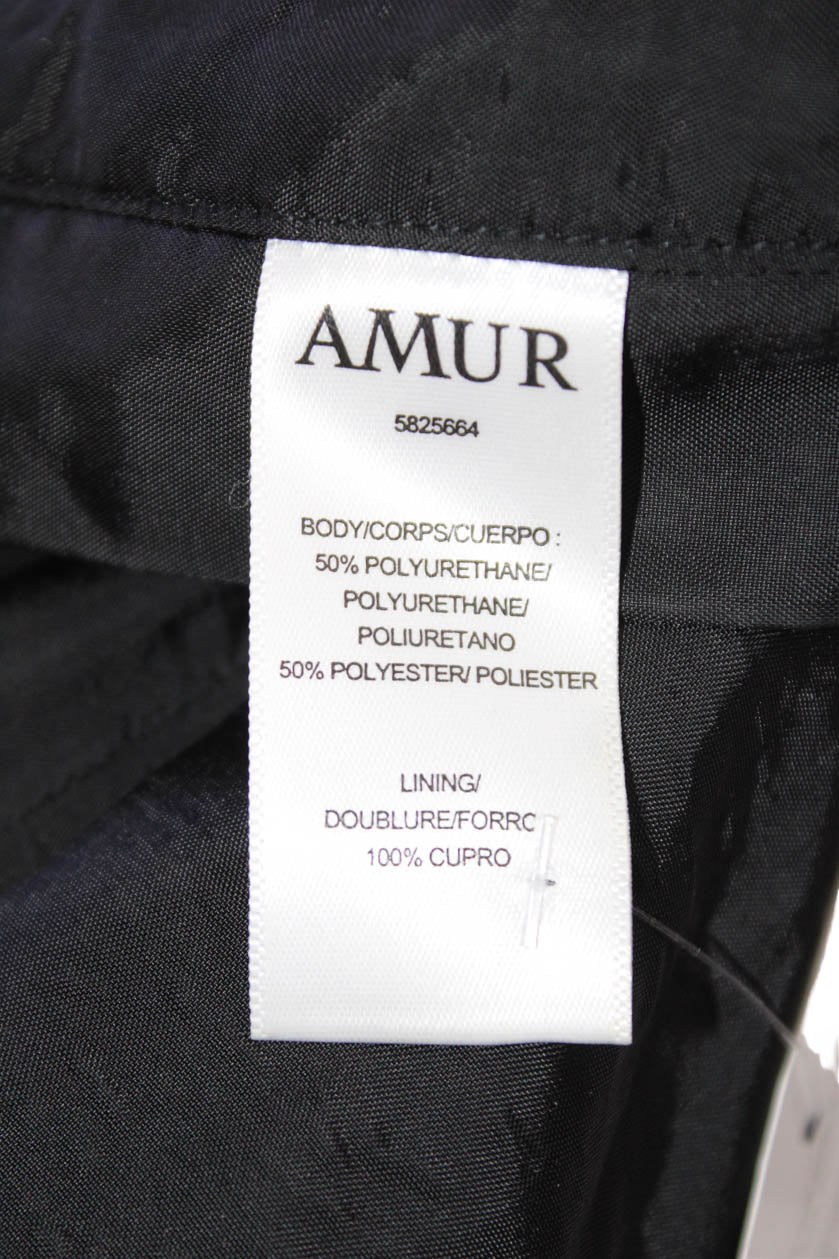 AMUR
5825664
BODY/CORPS/CUERPO :
50% POLYURETHANE/
POLYURETHANE/
POLIURETANO
50% POLYESTER/ POLIESTER
LINING/
DOUBLURE/FORRO
100% CUPRO